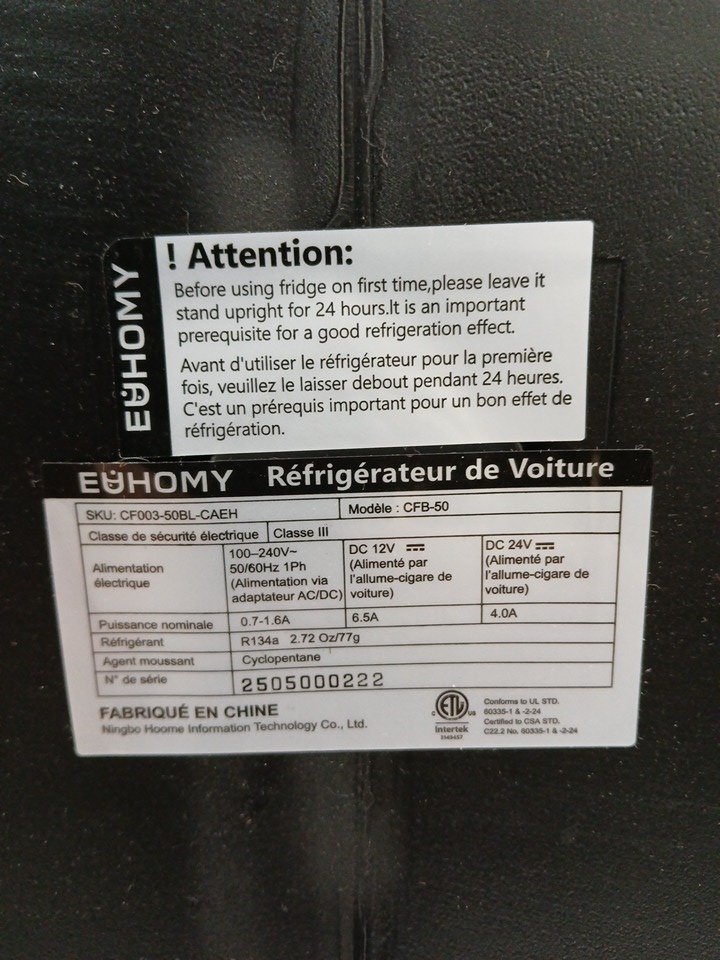 EUHOMY
! Attention:
Before using fridge on first time,please leave it
stand upright for 24 hours.It is an important
prerequisite for a good refrigeration effect.
Avant d'utiliser le réfrigérateur pour la première
fois, veuillez le laisser debout pendant 24 heures.
C'est un prérequis important pour un bon effet de
réfrigération.
EUHOMY Réfrigérateur de Voiture
SKU: CF003-50BL-CAEH Modèle : CFB-50
Classe de sécurité électrique Classe III
Alimentation électrique
100–240V~
50/60Hz 1Ph
(Alimentation via
adaptateur AC/DC)
DC 12V
(Alimenté par
l'allume-cigare de
voiture)
DC 24V
(Alimenté par
l'allume-cigare de
voiture)
Puissance nominale 0.7-1.6A 6.5A 4.0A
Réfrigérant R134a 2.72 Oz/77g
Agent moussant Cyclopentane
N° de série 2505000222
FABRIQUÉ EN CHINE
Ningbo Hoome Information Technology Co., Ltd.
C ETL US
Intertek
Conforms to UL STD.
60335-1 & -2-24
Certified to CSA STD.
C22.2 No. 60335-1 & -2-24